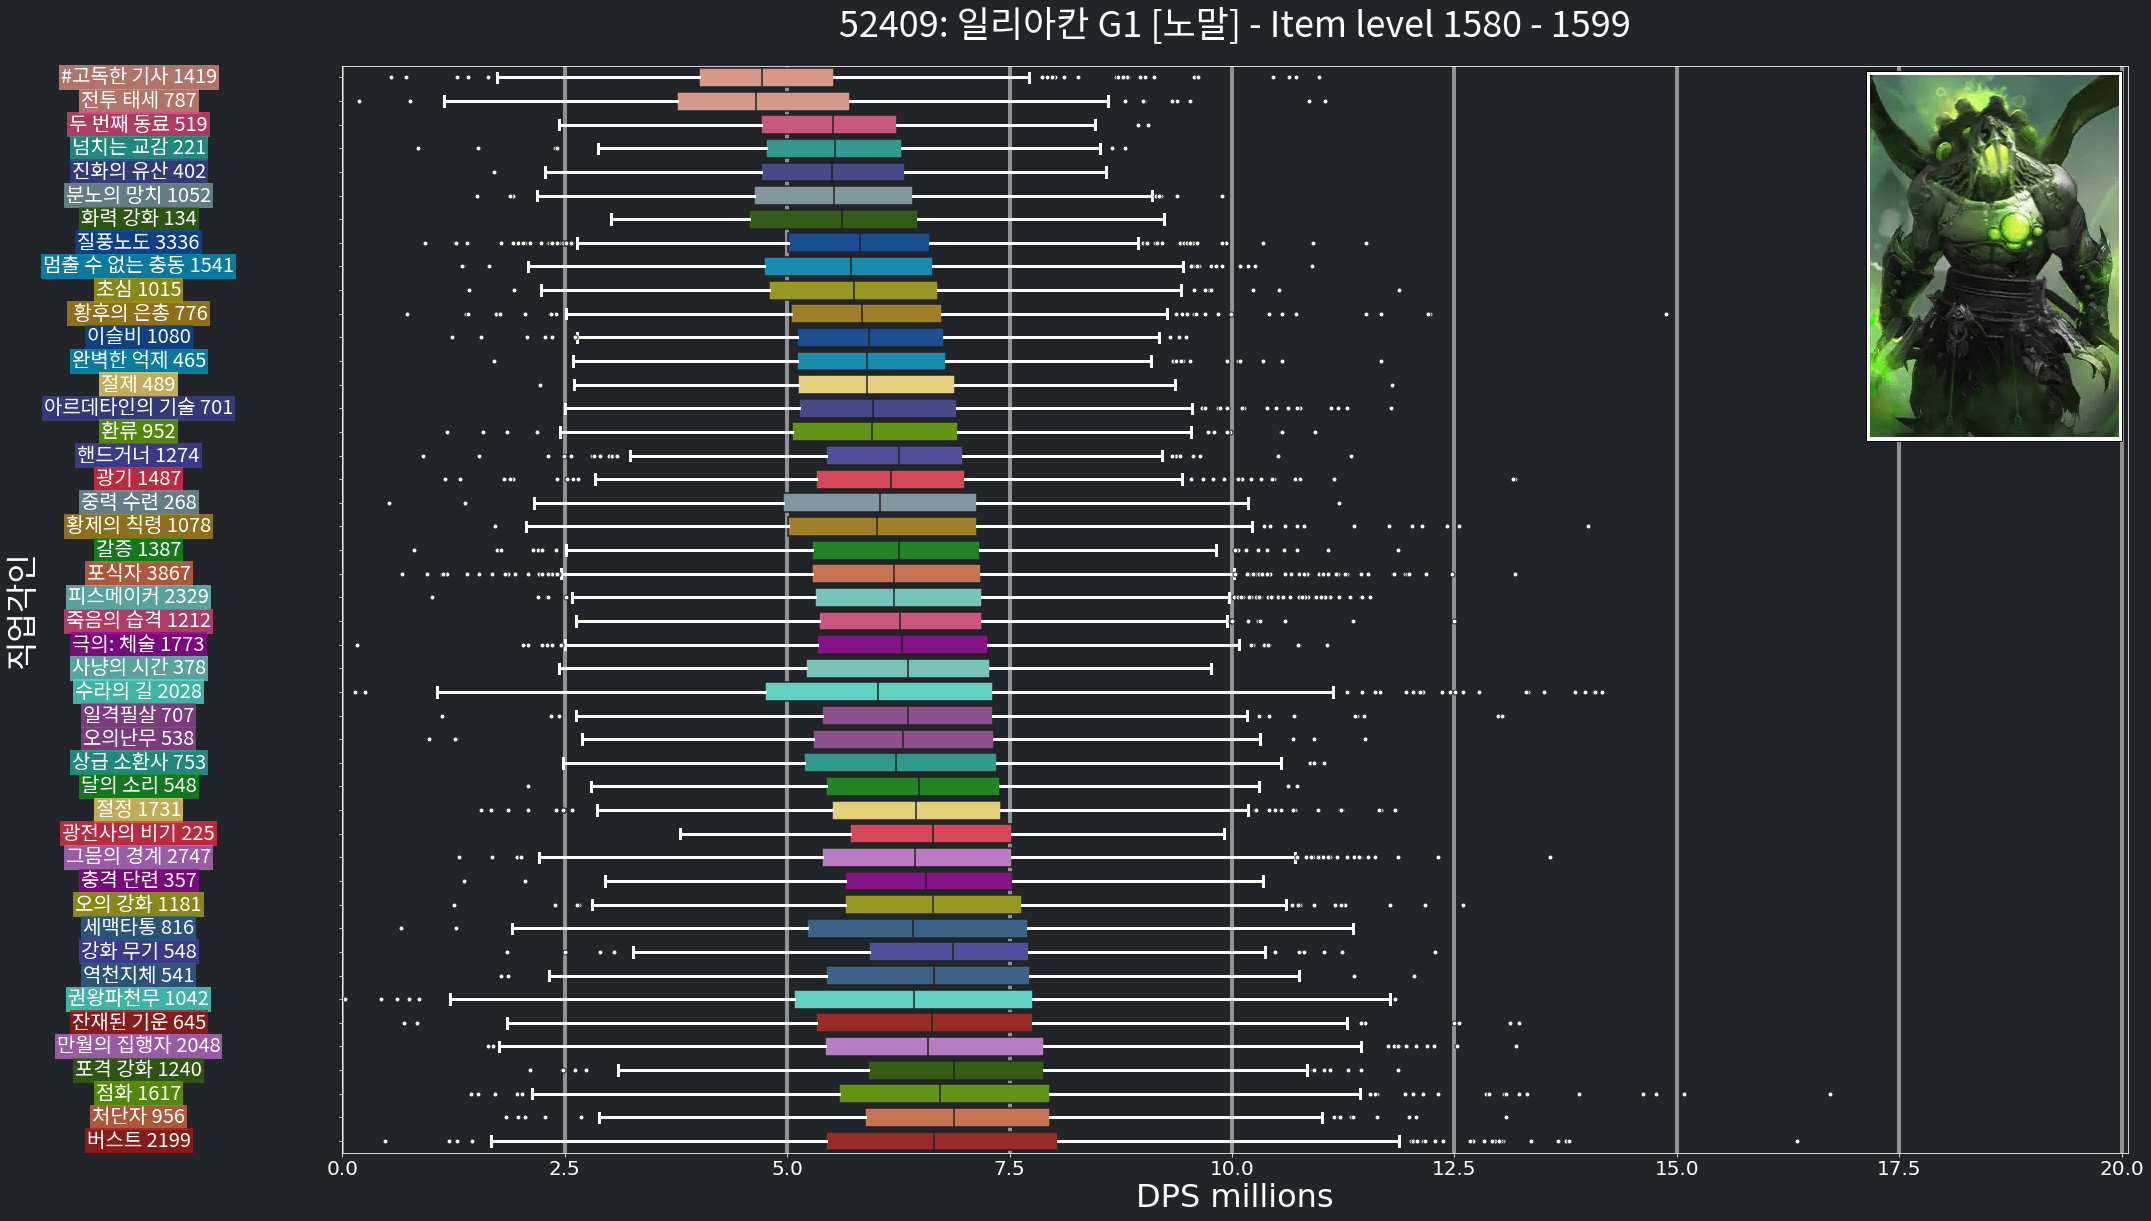 52409: 일리아칸 G1 [노말] - Item level 1580 - 1599
#고독한 기사 1419
전투 태세 787
두 번째 동료 519
넘치는 교감 221
진화의 유산 402
분노의 망치 1052
화력 강화 134
질풍노도 3336
멈출 수 없는 충동 1541
초심 1015
황후의 은총 776
이슬비 1080
완벽한 억제 465
절제 489
아르데타인의 기술 701
환류 952
핸드거너 1274
광기 1487
중력 수련 268
황제의 칙령 1078
갈증 1387
포식자 3867
피스메이커 2329
죽음의 습격 1212
극의: 체술 1773
사냥의 시간 378
수라의 길 2028
일격필살 707
오의난무 538
상급 소환사 753
달의 소리 548
절정 1731
광전사의 비기 225
그믐의 경계 2747
충격 단련 357
오의 강화 1181
세맥타통 816
강화 무기 548
역천지체 541
권왕파천무 1042
잔재된 기운 645
만월의 집행자 2048
포격 강화 1240
점화 1617
처단자 956
버스트 2199
직업각인
0.0 2.5 5.0 7.5 10.0 12.5 15.0 17.5 20.0
DPS millions